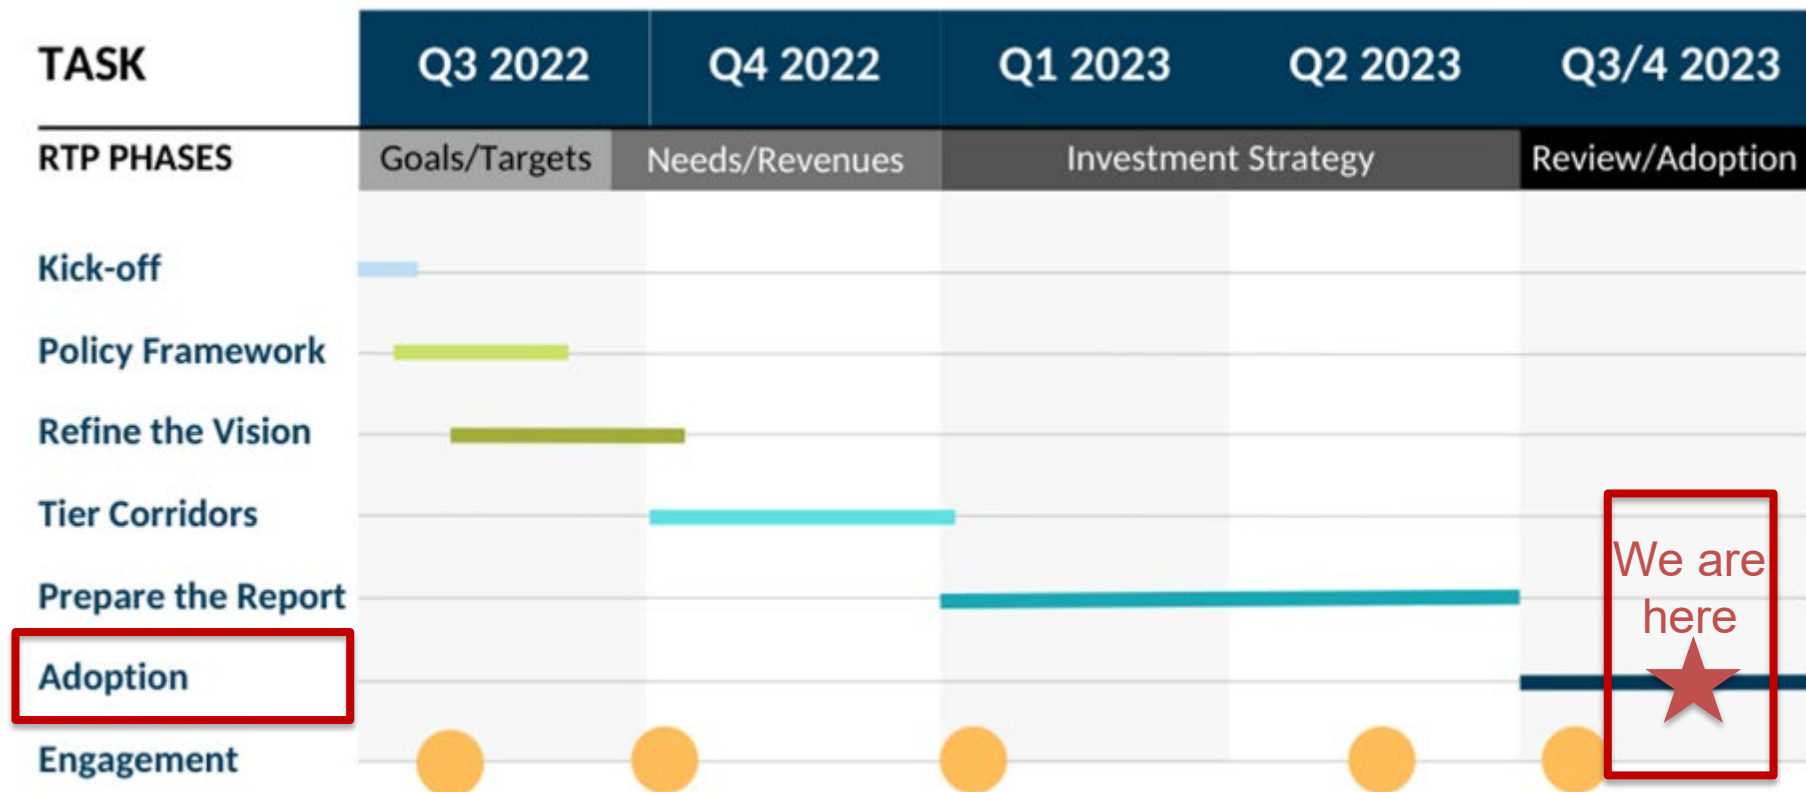 TASK Q3 2022 Q4 2022 Q1 2023 Q2 2023 Q3/4 2023
RTP PHASES Goals/Targets Needs/Revenues Investment Strategy Review/Adoption
Kick-off
Policy Framework
Refine the Vision
Tier Corridors
We are
Prepare the Report
here
Adoption
Engagement